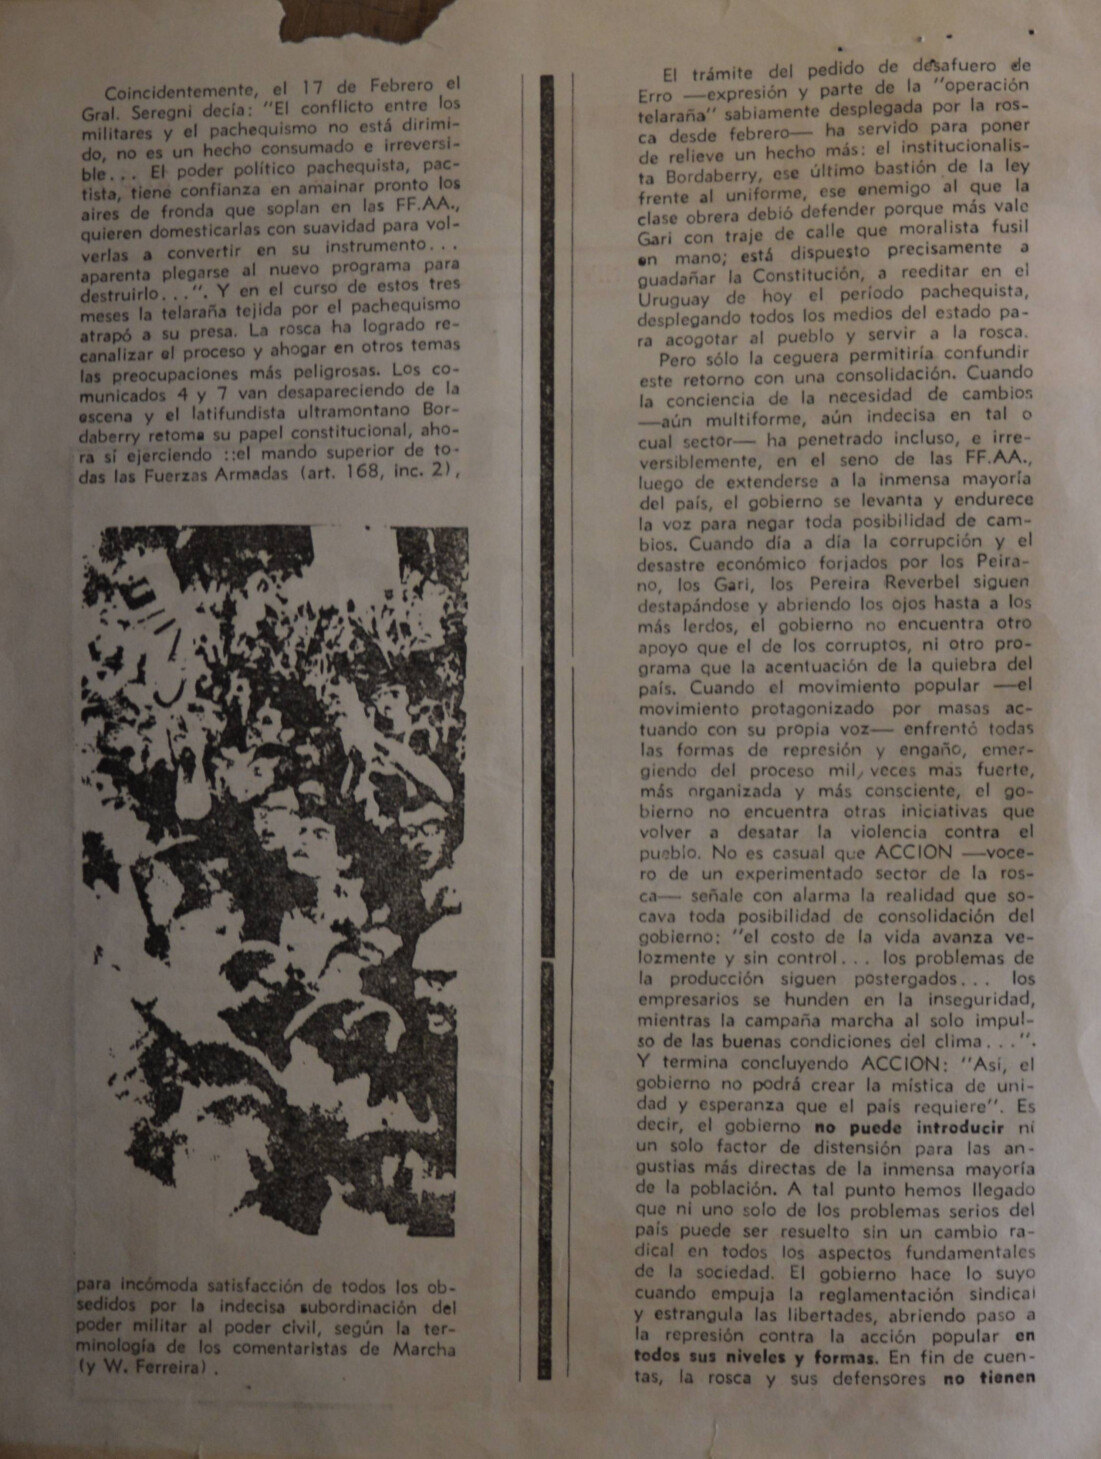 Coincidentemente, el 17 de Febrero el
Gral. Seregni decía: "El conflicto entre los
militares y el pachequismo no está dirimi-
do, no es un hecho consumado e irreversi-
ble... El poder político pachequista, pac-
tista, tiene confianza en amainar pronto los
aires de fronda que soplan en las FF.AA.,
quieren domesticarlas con suavidad para vol-
verlas a convertir en su instrumento...
aparenta plegarse al nuevo programa para
destruirlo...". Y en el curso de estos tres
meses la telaraña tejida por el pachequismo
atrapó a su presa. La rosca ha logrado re-
canalizar el proceso y ahogar en otros temas
las preocupaciones más peligrosas. Los co-
municados 4 y 7 van desapareciendo de la
escena y el latifundista ultramontano Bor-
daberry retoma su papel constitucional, aho-
ra sí ejerciendo ::el mando superior de to-
das las Fuerzas Armadas (art. 168, inc. 2),
para incómoda satisfacción de todos los ob-
sedidos por la indecisa subordinación del
poder militar al poder civil, según la ter-
minología de los comentaristas de Marcha
(y W. Ferreira).
El trámite del pedido de desafuero de
Erro —expresión y parte de la "operación
telaraña" sabiamente desplegada por la ros-
ca desde febrero— ha servido para poner
de relieve un hecho más: el institucionalis-
ta Bordaberry, ese último bastión de la ley
frente al uniforme, ese enemigo al que la
clase obrera debió defender porque más vale
Gari con traje de calle que moralista fusil
en mano; está dispuesto precisamente a
guadañar la Constitución, a reeditar en el
Uruguay de hoy el período pachequista,
desplegando todos los medios del estado pa-
ra acogotar al pueblo y servir a la rosca.
Pero sólo la ceguera permitiría confundir
este retorno con una consolidación. Cuando
la conciencia de la necesidad de cambios
—aún multiforme, aún indecisa en tal o
cual sector— ha penetrado incluso, e irre-
versiblemente, en el seno de las FF.AA.,
luego de extenderse a la inmensa mayoría
del país, el gobierno se levanta y endurece
la voz para negar toda posibilidad de cam-
bios. Cuando día a día la corrupción y el
desastre económico forjados por los Peira-
no, los Gari, los Pereira Reverbel siguen
destapándose y abriendo los ojos hasta a los
más lerdos, el gobierno no encuentra otro
apoyo que el de los corruptos, ni otro pro-
grama que la acentuación de la quiebra del
país. Cuando el movimiento popular —el
movimiento protagonizado por masas ac-
tuando con su propia voz— enfrentó todas
las formas de represión y engaño, emer-
giendo del proceso mil, veces más fuerte,
más organizada y más consciente, el go-
bierno no encuentra otras iniciativas que
volver a desatar la violencia contra el
pueblo. No es casual que ACCION —voce-
ro de un experimentado sector de la ros-
ca— señale con alarma la realidad que so-
cava toda posibilidad de consolidación del
gobierno: "el costo de la vida avanza ve-
lozmente y sin control... los problemas de
la producción siguen postergados... los
empresarios se hunden en la inseguridad,
mientras la campaña marcha al solo impul-
so de las buenas condiciones del clima...".
Y termina concluyendo ACCION: "Así, el
gobierno no podrá crear la mística de uni-
dad y esperanza que el país requiere". Es
decir, el gobierno no puede introducir ni
un solo factor de distensión para las an-
gustias más directas de la inmensa mayoría
de la población. A tal punto hemos llegado
que ni uno solo de los problemas serios del
país puede ser resuelto sin un cambio ra-
dical en todos los aspectos fundamentales
de la sociedad. El gobierno hace lo suyo
cuando empuja la reglamentación sindical
y estrangula las libertades, abriendo paso a
la represión contra la acción popular en
todos sus niveles y formas. En fin de cuen-
tas, la rosca y sus defensores no tienen